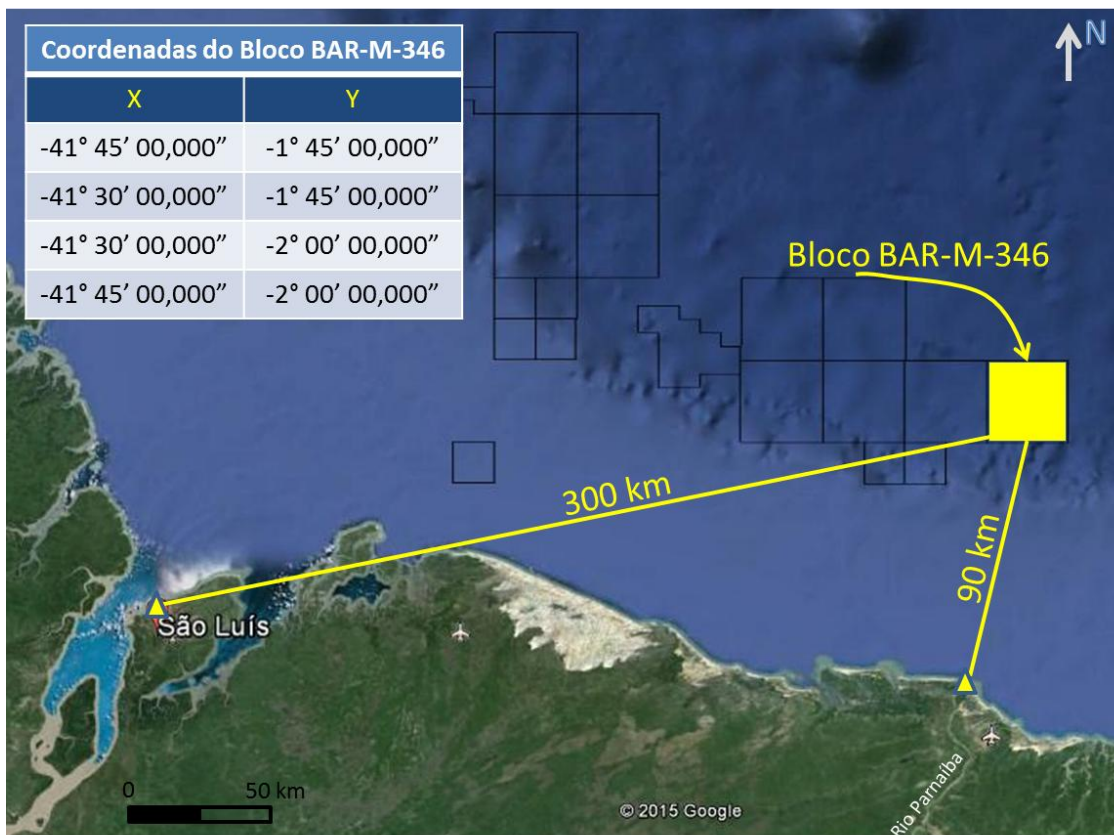 Coordenadas do Bloco BAR-M-346
X Y
-41° 45’ 00,000” -1° 45’ 00,000”
-41° 30’ 00,000” -1° 45’ 00,000”
-41° 30’ 00,000” -2° 00’ 00,000”
-41° 45’ 00,000” -2° 00’ 00,000”
N
Bloco BAR-M-346
300 km
90 km
São Luís
Rio Parnaíba
0 50 km
© 2015 Google